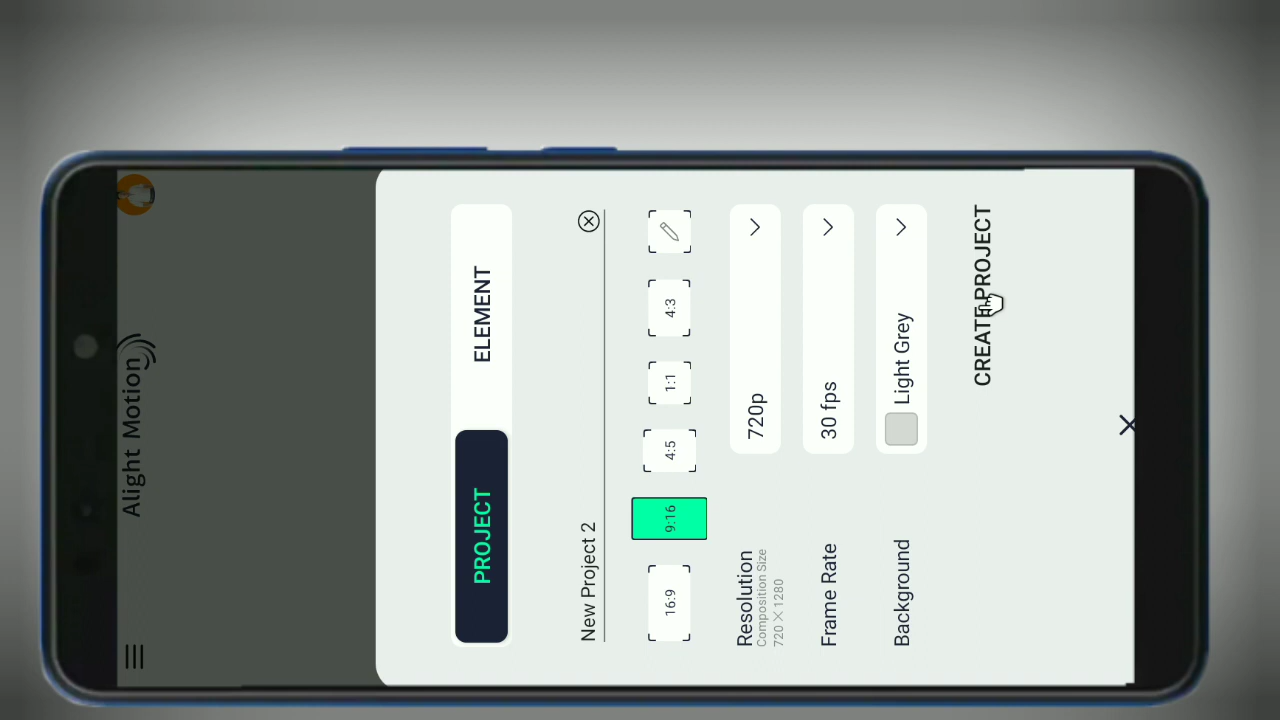 Alight Motion
PROJECT ELEMENT
New Project 2
16:9 9:16 4:5 1:1 4:3
Resolution 720p
Composition Size
720 × 1280
Frame Rate 30 fps
Background Light Grey
CREATE PROJECT